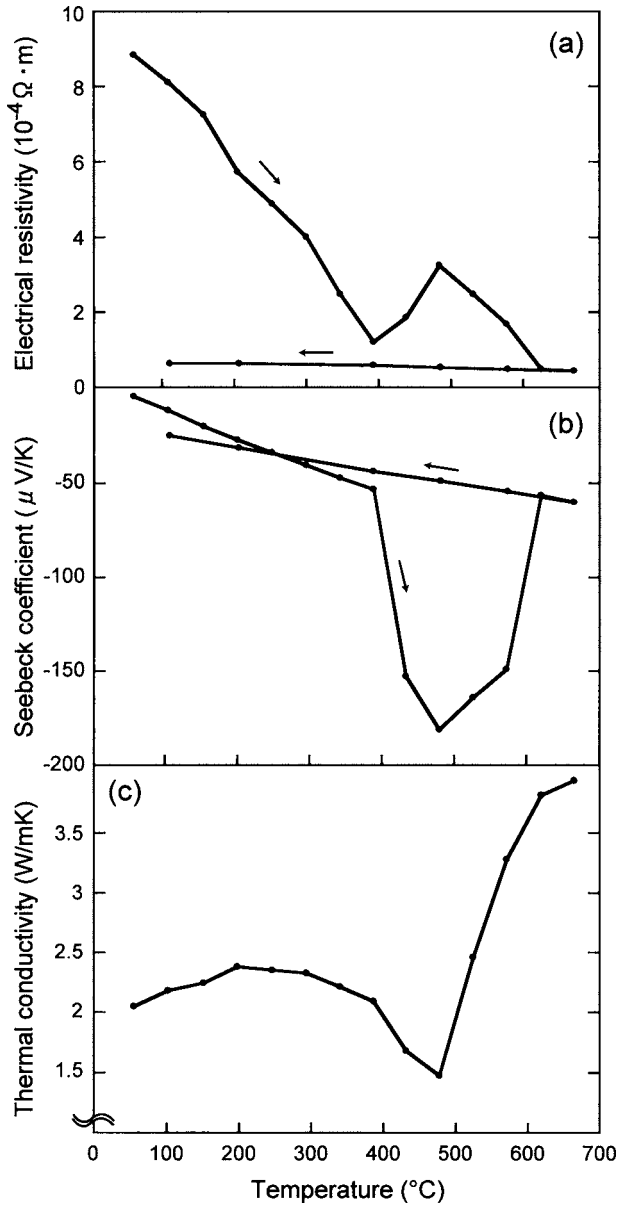 Electrical resistivity (10⁻⁴ Ω·m)
10
8
6
4
2
0
(a)
Seebeck coefficient (μ V/K)
-50
-100
-150
-200
(b)
Thermal conductivity (W/mK)
3.5
3
2.5
2
1.5
(c)
0 100 200 300 400 500 600 700
Temperature (°C)